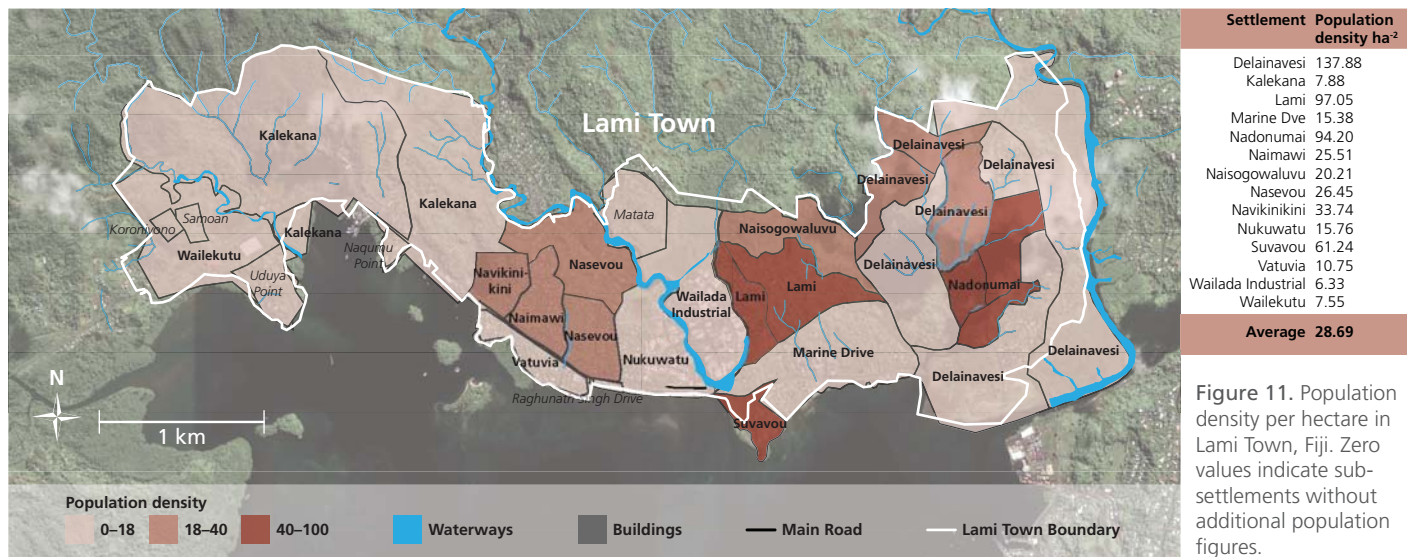 Lami Town
Kalekana
Kalekana
Kalekana
Samoan
Koronivono
Wailekutu
Uduya
Point
Naqumu
Point
Matata
Nasevou
Navikini-
kini
Naimawi
Nasevou
Vatuvia
Nukuwatu
Raghunath Singh Drive
Wailada
Industrial
Naisogowaluvu
Lami
Lami
Marine Drive
Suvavou
Delainavesi
Delainavesi
Delainavesi
Delainavesi
Delainavesi
Nadonumai
Delainavesi
Delainavesi
N
1 km
Population density
0–18
18–40
40–100
Waterways
Buildings
Main Road
Lami Town Boundary
Settlement Population
density ha-2
Delainavesi 137.88
Kalekana 7.88
Lami 97.05
Marine Dve 15.38
Nadonumai 94.20
Naimawi 25.51
Naisogowaluvu 20.21
Nasevou 26.45
Navikinikini 33.74
Nukuwatu 15.76
Suvavou 61.24
Vatuvia 10.75
Wailada Industrial 6.33
Wailekutu 7.55
Average 28.69
Figure 11. Population
density per hectare in
Lami Town, Fiji. Zero
values indicate sub-
settlements without
additional population
figures.